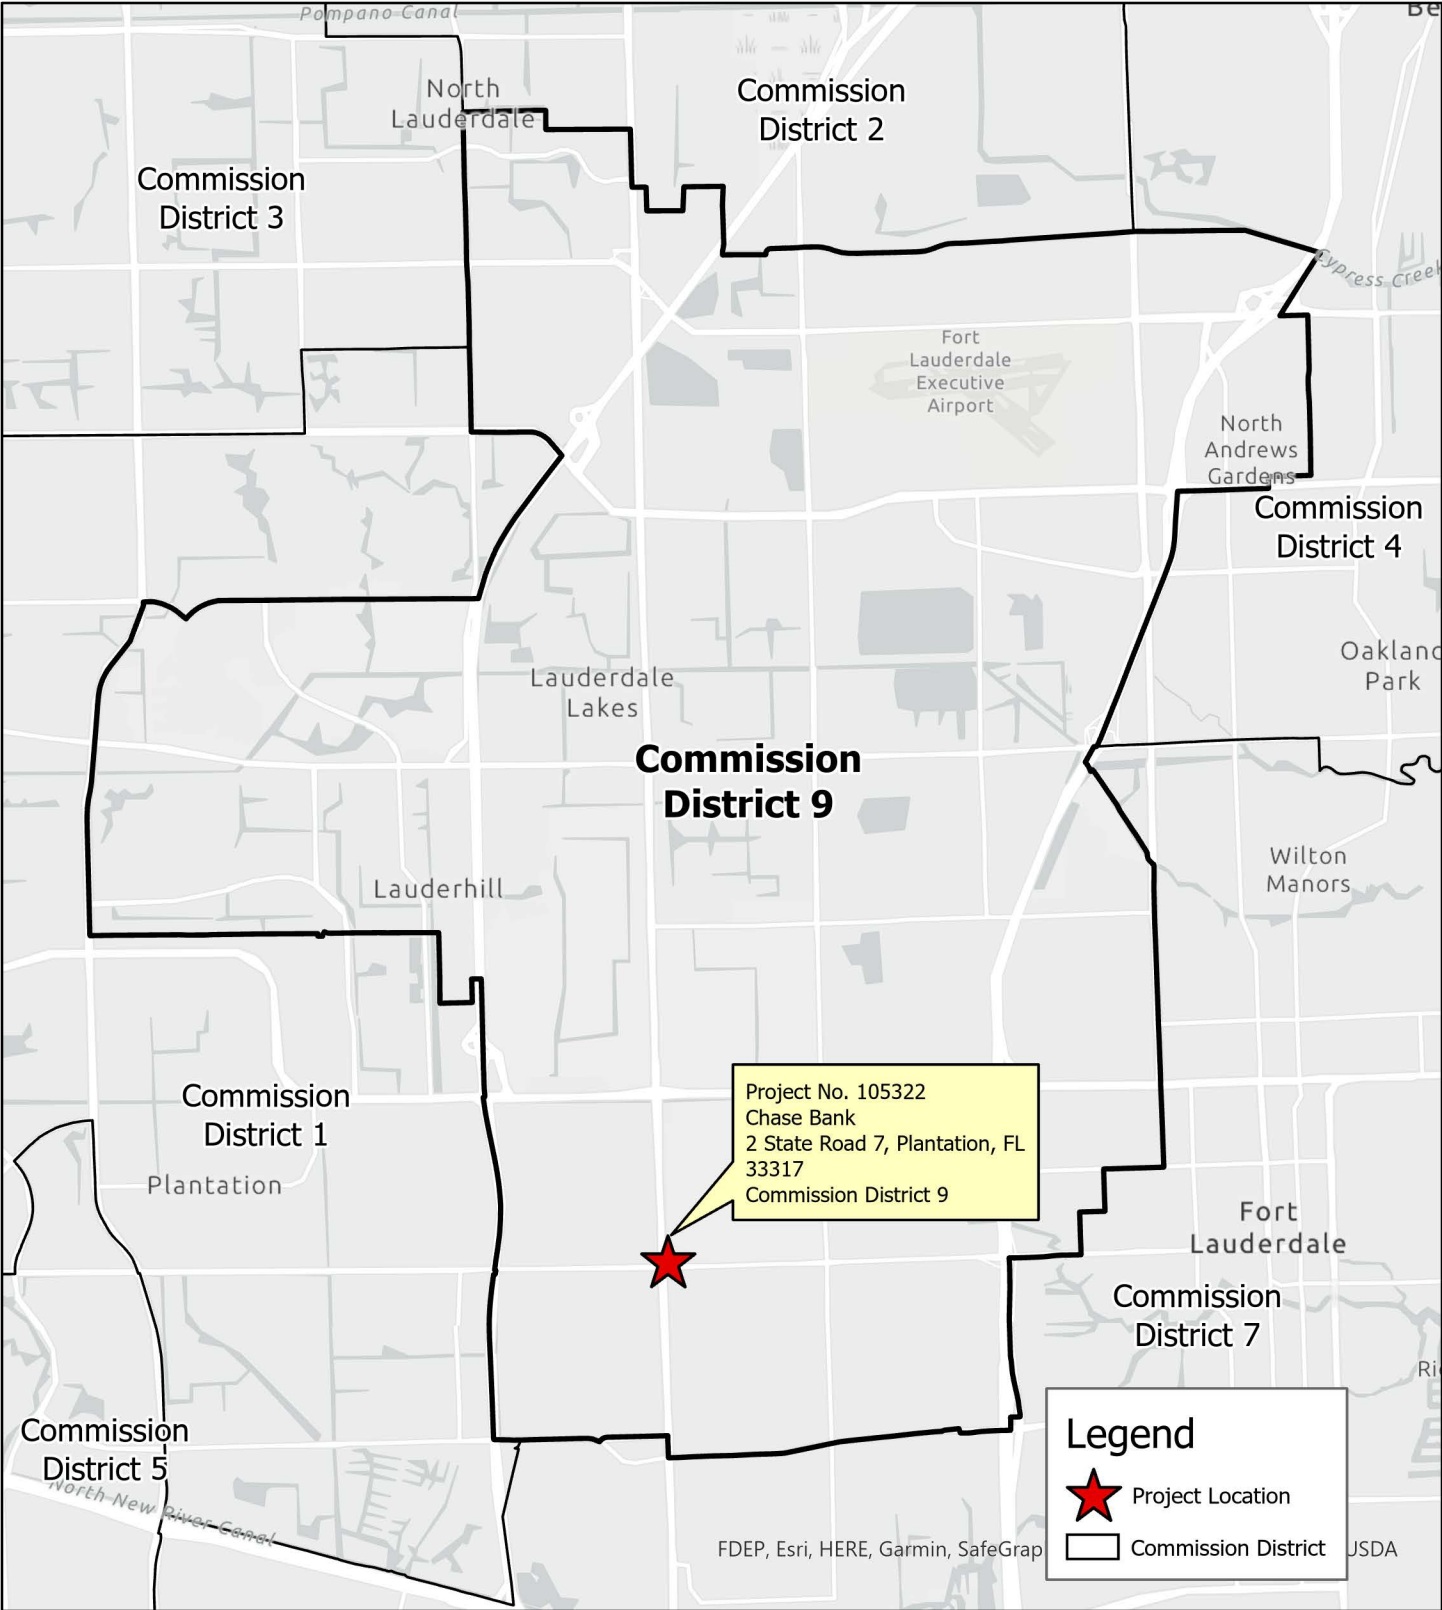 Pompano Canal
Be
North
Lauderdale
Commission
District 2
Commission
District 3
Cypress Creek
Fort
Lauderdale
Executive
Airport
North
Andrews
Gardens
Commission
District 4
Oakland
Park
Lauderdale
Lakes
Commission
District 9
Wilton
Manors
Lauderhill
Project No. 105322
Chase Bank
2 State Road 7, Plantation, FL
33317
Commission District 9
Commission
District 1
Plantation
Fort
Lauderdale
Commission
District 7
Ri
Commission
District 5
North New River Canal
Legend
Project Location
Commission District
FDEP, Esri, HERE, Garmin, SafeGrap
USDA